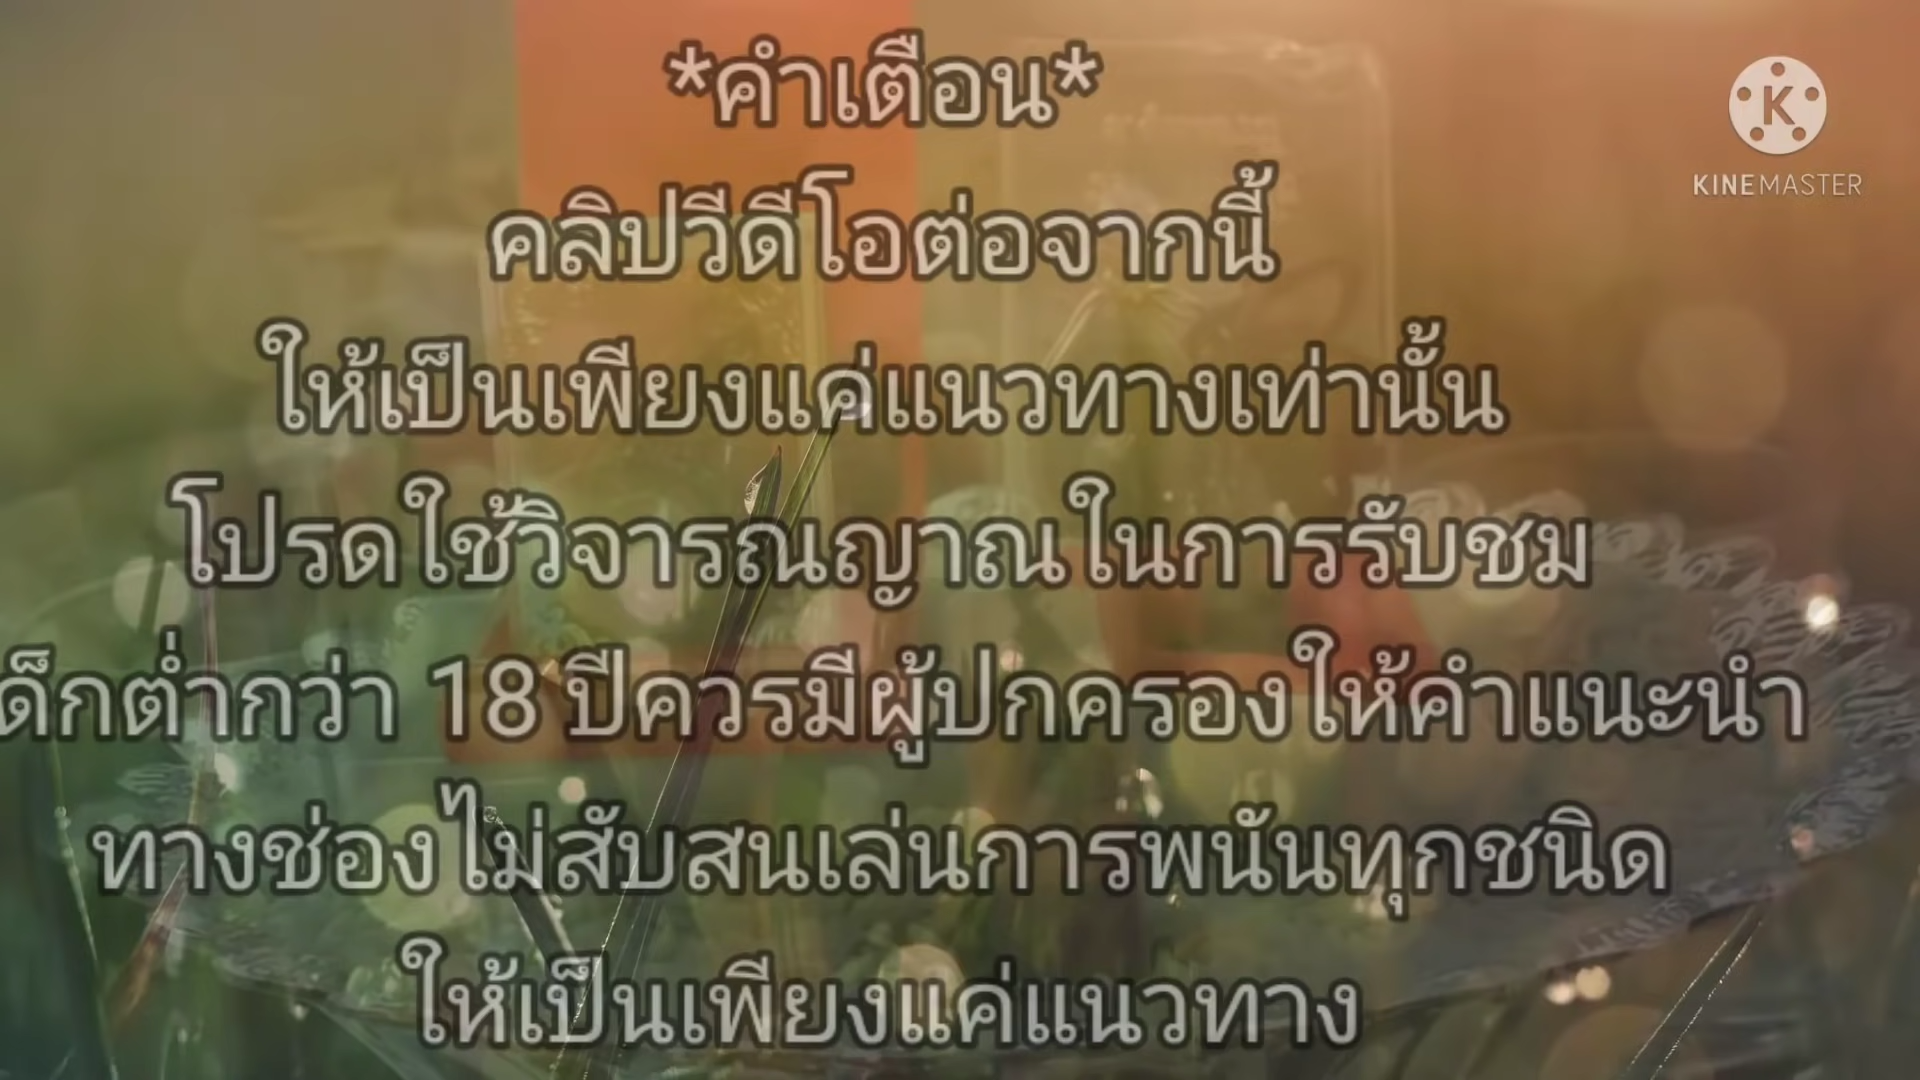 *คำเตือน*
คลิปวีดีโอต่อจากนี้
ให้เป็นเพียงแค่แนวทางเท่านั้น
โปรดใช้วิจารณญาณในการรับชม
ด็กต่ำกว่า 18 ปีควรมีผู้ปกครองให้คำแนะนำ
ทางช่องไม่สับสนเล่นการพนันทุกชนิด
ให้เป็นเพียงแค่แนวทาง
K
KINEMASTER